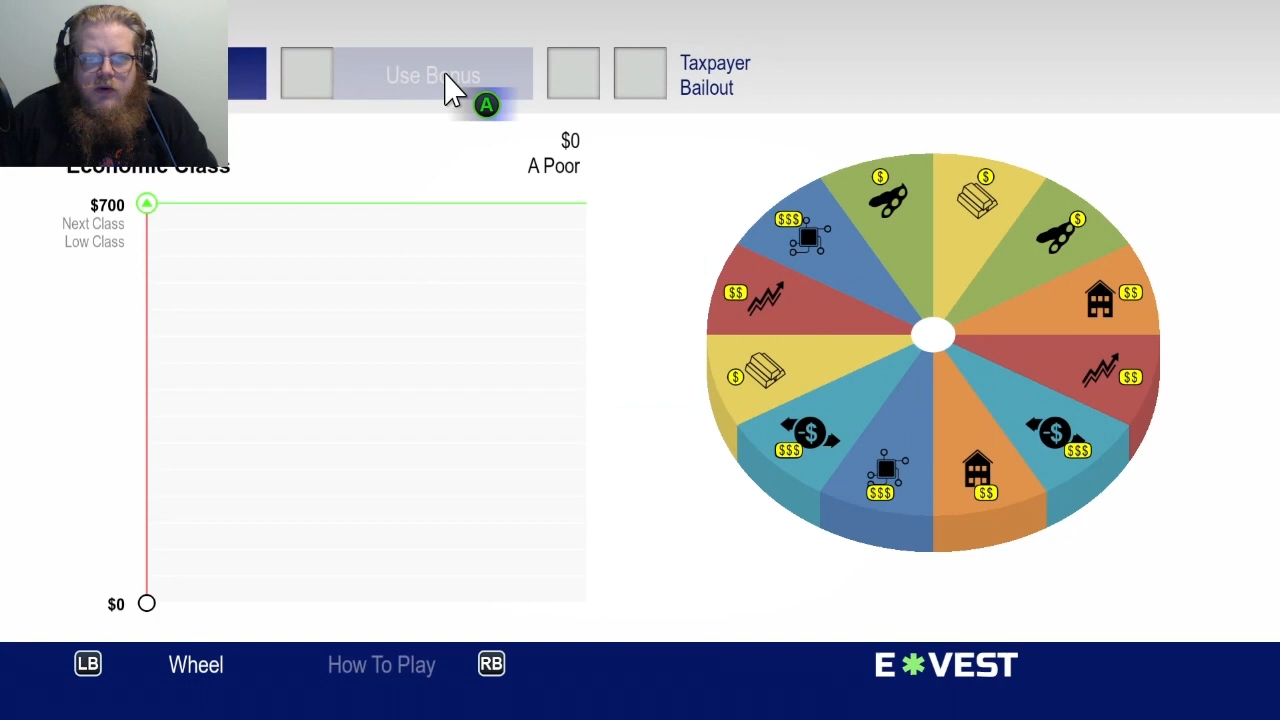 Use Bonus
A
Taxpayer
Bailout
Economic Class
$0
A Poor
$700
Next Class
Low Class
$0
$
$
$$$
$
$$
$$
$
$$
-$
$$$
-$
$$$
$$$
$$
LB
Wheel
How To Play
RB
E*VEST